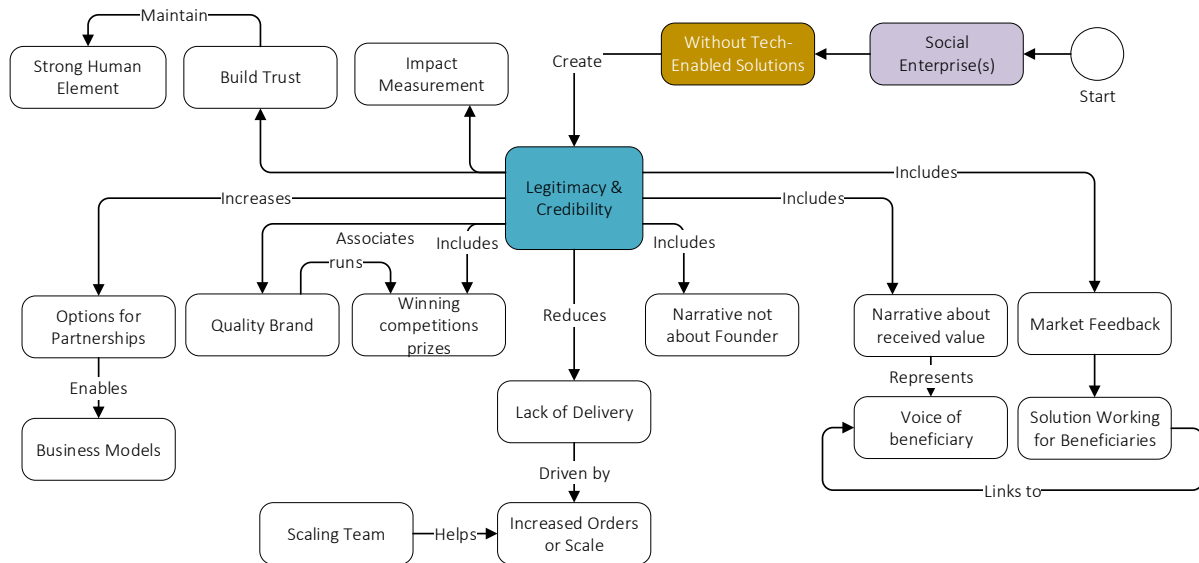 Maintain
Strong Human
Element
Build Trust
Impact
Measurement
Create
Without Tech-
Enabled Solutions
Social
Enterprise(s)
Start
Legitimacy &
Credibility
Includes
Increases
Includes
Associates
Includes
Includes
runs
Options for
Partnerships
Quality Brand
Winning
competitions
prizes
Reduces
Narrative not
about Founder
Narrative about
received value
Market Feedback
Enables
Represents
Business Models
Lack of Delivery
Voice of
beneficiary
Solution Working
for Beneficiaries
Driven by
Links to
Scaling Team
Helps
Increased Orders
or Scale